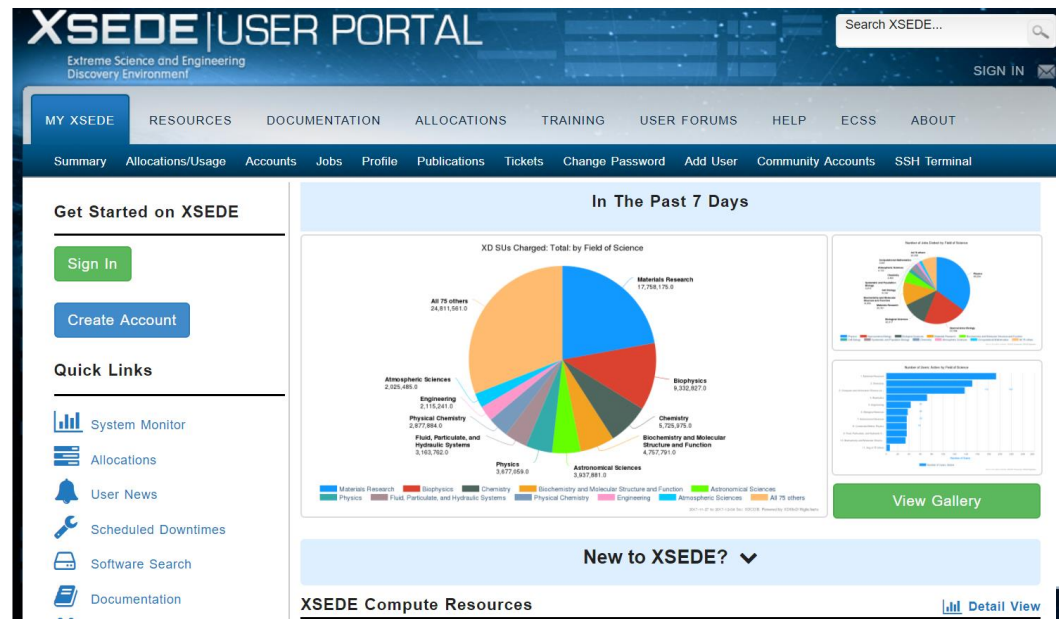 XSEDE | USER PORTAL
Extreme Science and Engineering
Discovery Environment
Search XSEDE...
SIGN IN
MY XSEDE RESOURCES DOCUMENTATION ALLOCATIONS TRAINING USER FORUMS HELP ECSS ABOUT
Summary Allocations/Usage Accounts Jobs Profile Publications Tickets Change Password Add User Community Accounts SSH Terminal
Get Started on XSEDE
Sign In
Create Account
Quick Links
System Monitor
Allocations
User News
Scheduled Downtimes
Software Search
Documentation
In The Past 7 Days
XD SUs Charged: Total: by Field of Science
Materials Research
17,758,175.0
Biophysics
9,332,827.0
Chemistry
5,725,975.0
Biochemistry and Molecular
Structure and Function
4,757,791.0
Astronomical Sciences
3,937,881.0
Physics
3,677,059.0
Fluid, Particulate, and
Hydraulic Systems
3,163,762.0
Physical Chemistry
2,877,884.0
Engineering
2,115,241.0
Atmospheric Sciences
2,025,485.0
All 75 others
24,811,561.0
Materials Research Biophysics Chemistry Biochemistry and Molecular Structure and Function Astronomical Sciences
Physics Fluid, Particulate, and Hydraulic Systems Physical Chemistry Engineering Atmospheric Sciences All 75 others
View Gallery
New to XSEDE?
XSEDE Compute Resources
Detail View